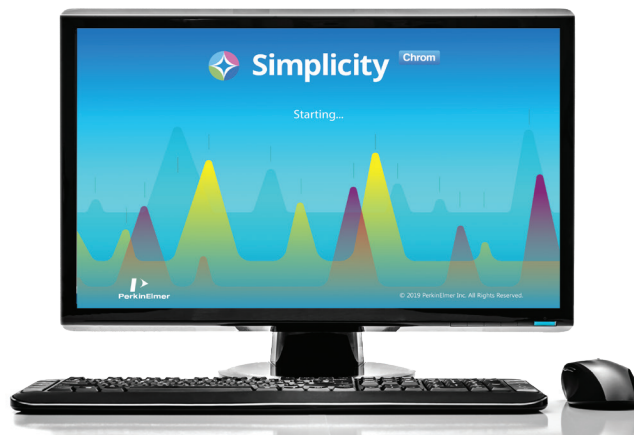 Simplicity Chrom
Starting...
PerkinElmer
© 2019 PerkinElmer Inc. All Rights Reserved.